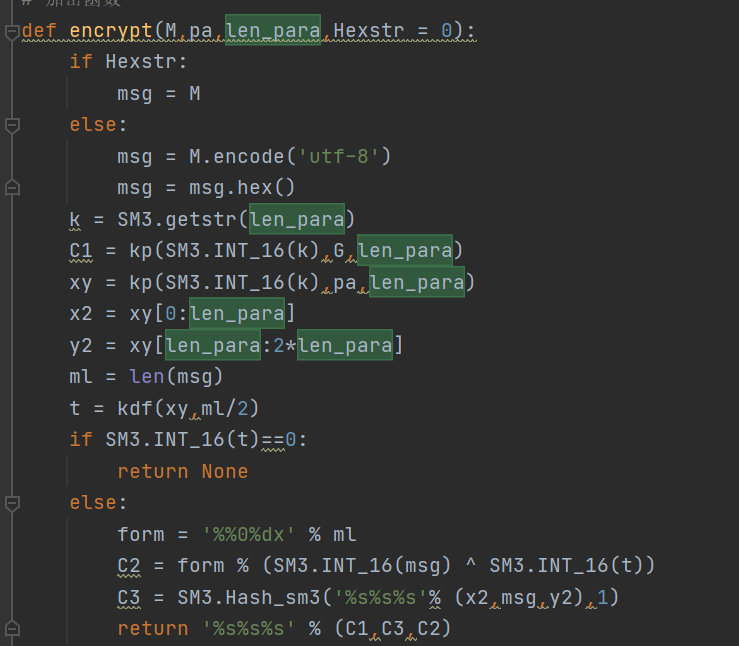 # 加密函数
def encrypt(M,pa,len_para,Hexstr = 0):
    if Hexstr:
        msg = M
    else:
        msg = M.encode('utf-8')
        msg = msg.hex()
    k = SM3.getstr(len_para)
    C1 = kp(SM3.INT_16(k),G,len_para)
    xy = kp(SM3.INT_16(k),pa,len_para)
    x2 = xy[0:len_para]
    y2 = xy[len_para:2*len_para]
    ml = len(msg)
    t = kdf(xy,ml/2)
    if SM3.INT_16(t)==0:
        return None
    else:
        form = '%%0%dx' % ml
        C2 = form % (SM3.INT_16(msg) ^ SM3.INT_16(t))
        C3 = SM3.Hash_sm3('%s%s%s'% (x2,msg,y2),1)
        return '%s%s%s' % (C1,C3,C2)